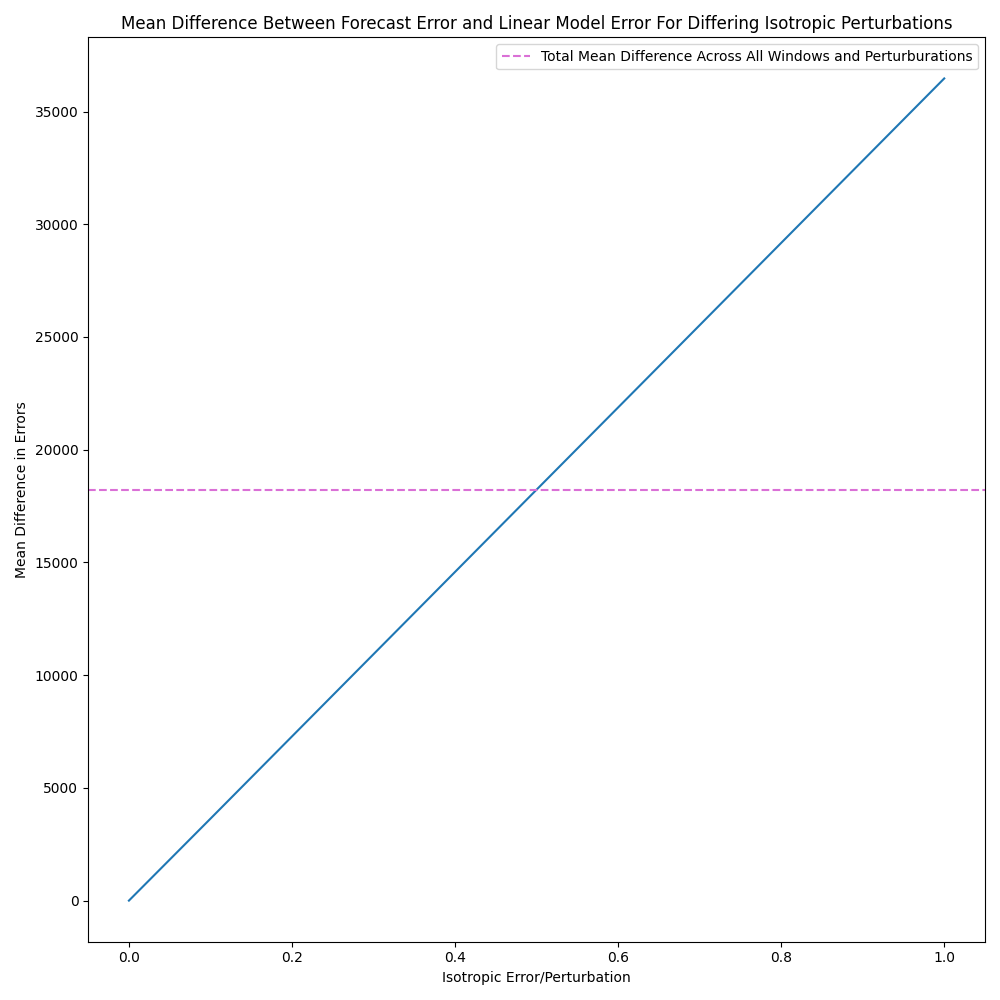 Mean Difference Between Forecast Error and Linear Model Error For Differing Isotropic Perturbations
Total Mean Difference Across All Windows and Perturburations
35000
30000
25000
20000
15000
10000
5000
0
Mean Difference in Errors
0.0 0.2 0.4 0.6 0.8 1.0
Isotropic Error/Perturbation